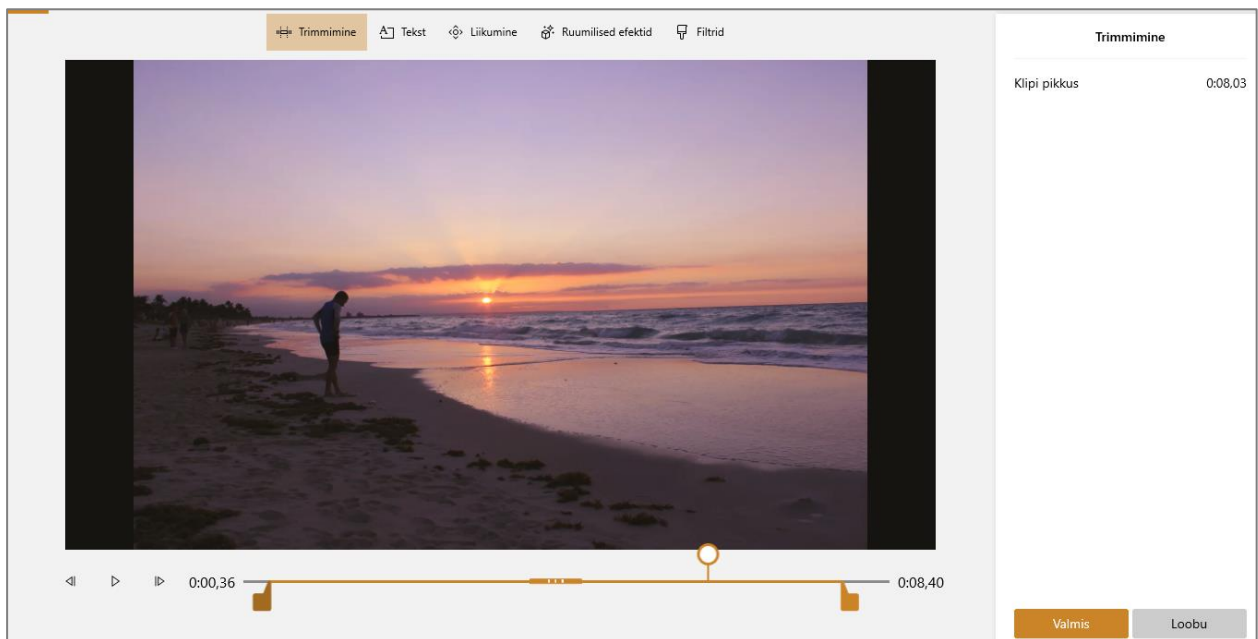 Trimmimine Tekst Liikumine Ruumilised efektid Filtrid
Trimmimine
Klipi pikkus 0:08,03
0:00,36 0:08,40
Valmis Loobu